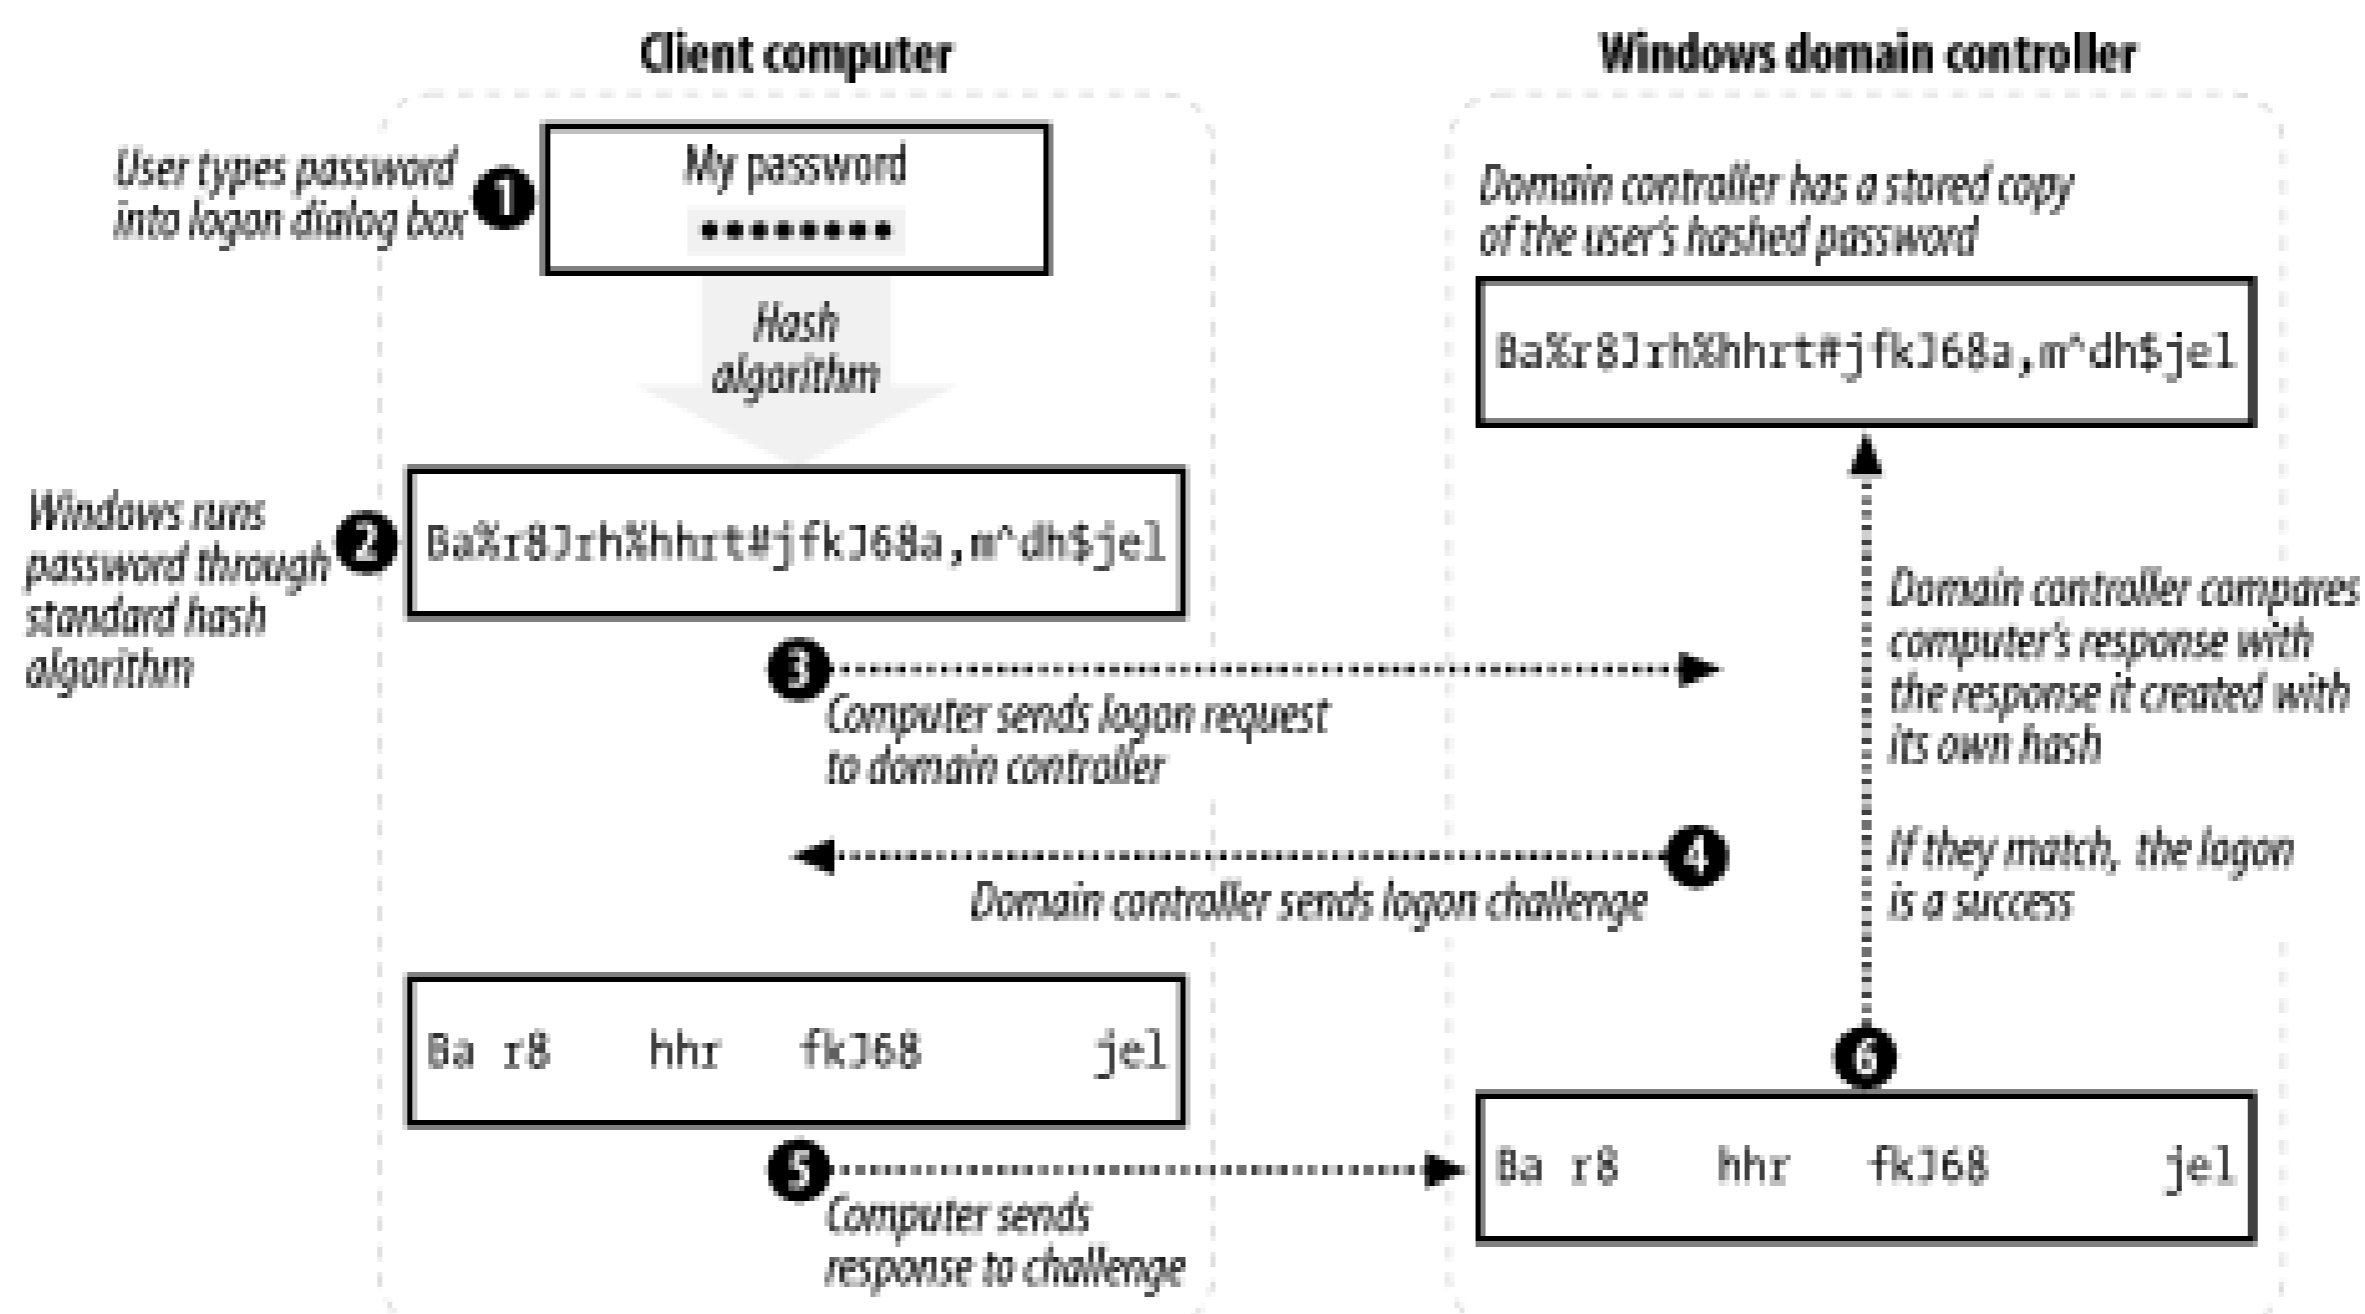 Client computer
Windows domain controller
User types password
into logon dialog box
1
My password
••••••••
Hash
algorithm
Domain controller has a stored copy
of the user's hashed password
Ba%r8Jrh%hhrt#jfkJ68a,m^dh$jel
Windows runs
password through
standard hash
algorithm
2
Ba%r8Jrh%hhrt#jfkJ68a,m^dh$jel
3
Computer sends logon request
to domain controller
4
Domain controller sends logon challenge
Domain controller compares
computer's response with
the response it created with
its own hash
If they match, the logon
is a success
Ba r8 hhr fkJ68 jel
5
Computer sends
response to challenge
6
Ba r8 hhr fkJ68 jel